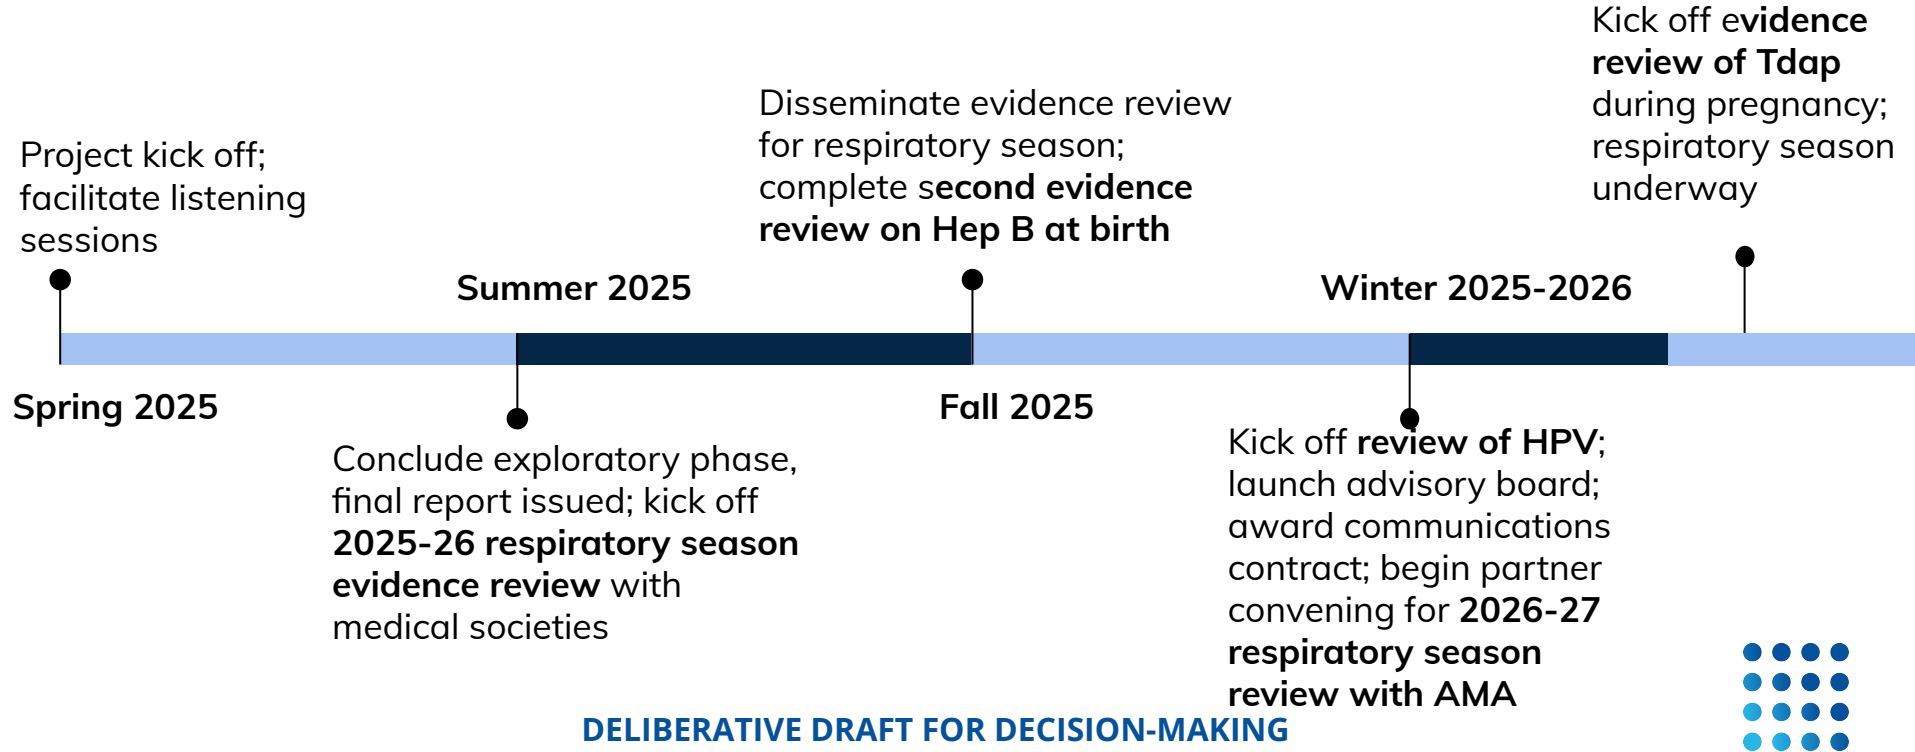 Project kick off;
facilitate listening
sessions
Spring 2025
Summer 2025
Conclude exploratory phase,
final report issued; kick off
2025-26 respiratory season
evidence review with
medical societies
Disseminate evidence review
for respiratory season;
complete second evidence
review on Hep B at birth
Fall 2025
Winter 2025-2026
Kick off review of HPV;
launch advisory board;
award communications
contract; begin partner
convening for 2026-27
respiratory season
review with AMA
Kick off evidence
review of Tdap
during pregnancy;
respiratory season
underway
DELIBERATIVE DRAFT FOR DECISION-MAKING